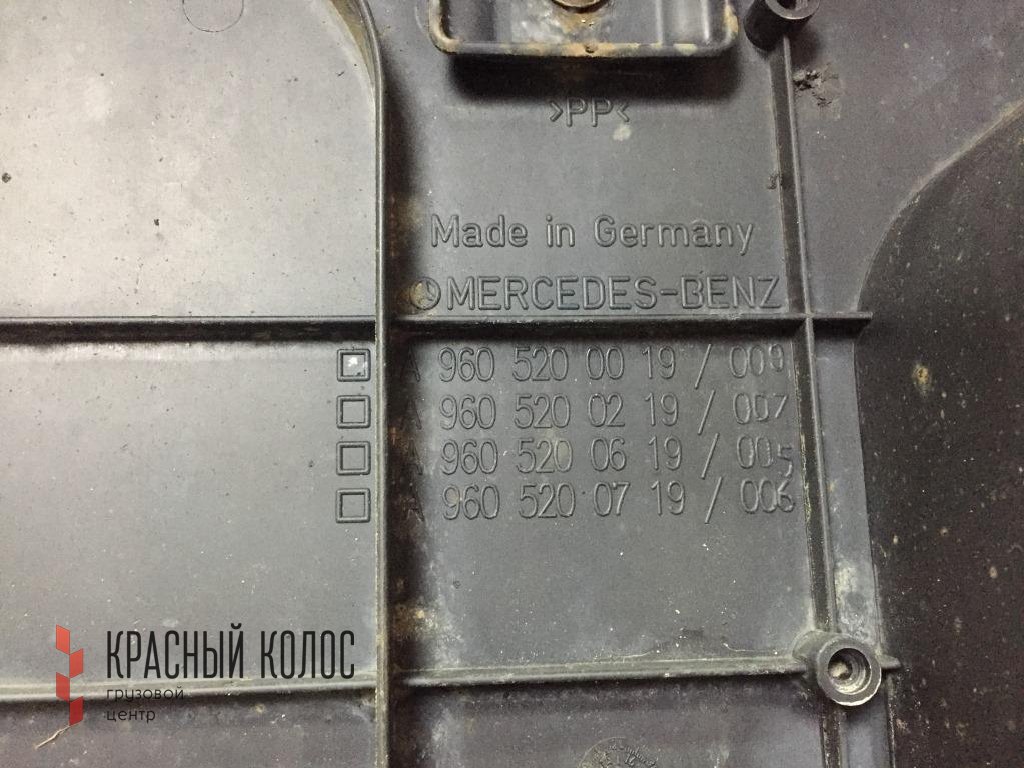 >PP<
Made in Germany
MERCEDES-BENZ
A 960 520 00 19 / 009
A 960 520 02 19 / 007
A 960 520 06 19 / 005
A 960 520 07 19 / 006
КРАСНЫЙ КОЛОС
грузовой
центр